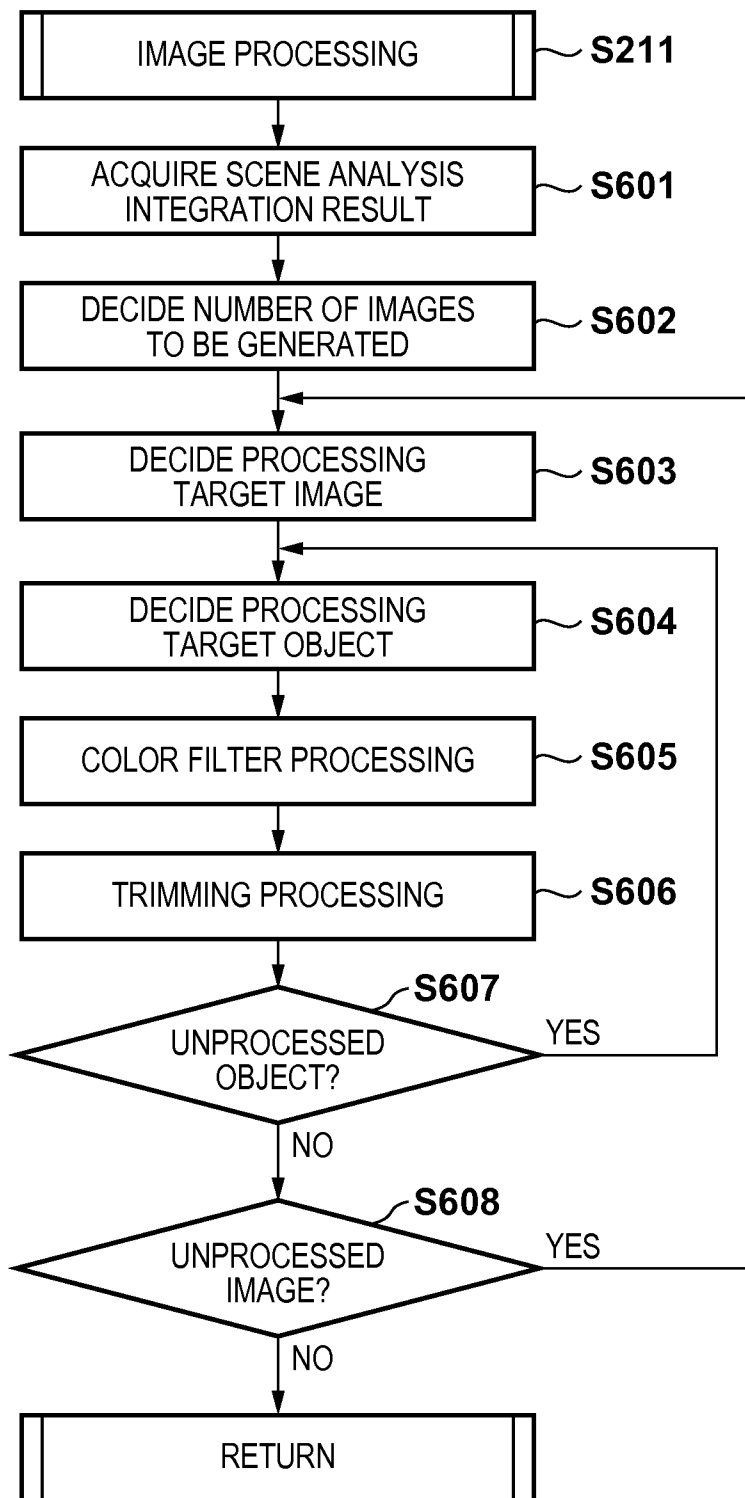 IMAGE PROCESSING
S211
ACQUIRE SCENE ANALYSIS
INTEGRATION RESULT
S601
DECIDE NUMBER OF IMAGES
TO BE GENERATED
S602
DECIDE PROCESSING
TARGET IMAGE
S603
DECIDE PROCESSING
TARGET OBJECT
S604
COLOR FILTER PROCESSING
S605
TRIMMING PROCESSING
S606
S607
UNPROCESSED
OBJECT?
YES
NO
S608
UNPROCESSED
IMAGE?
YES
NO
RETURN